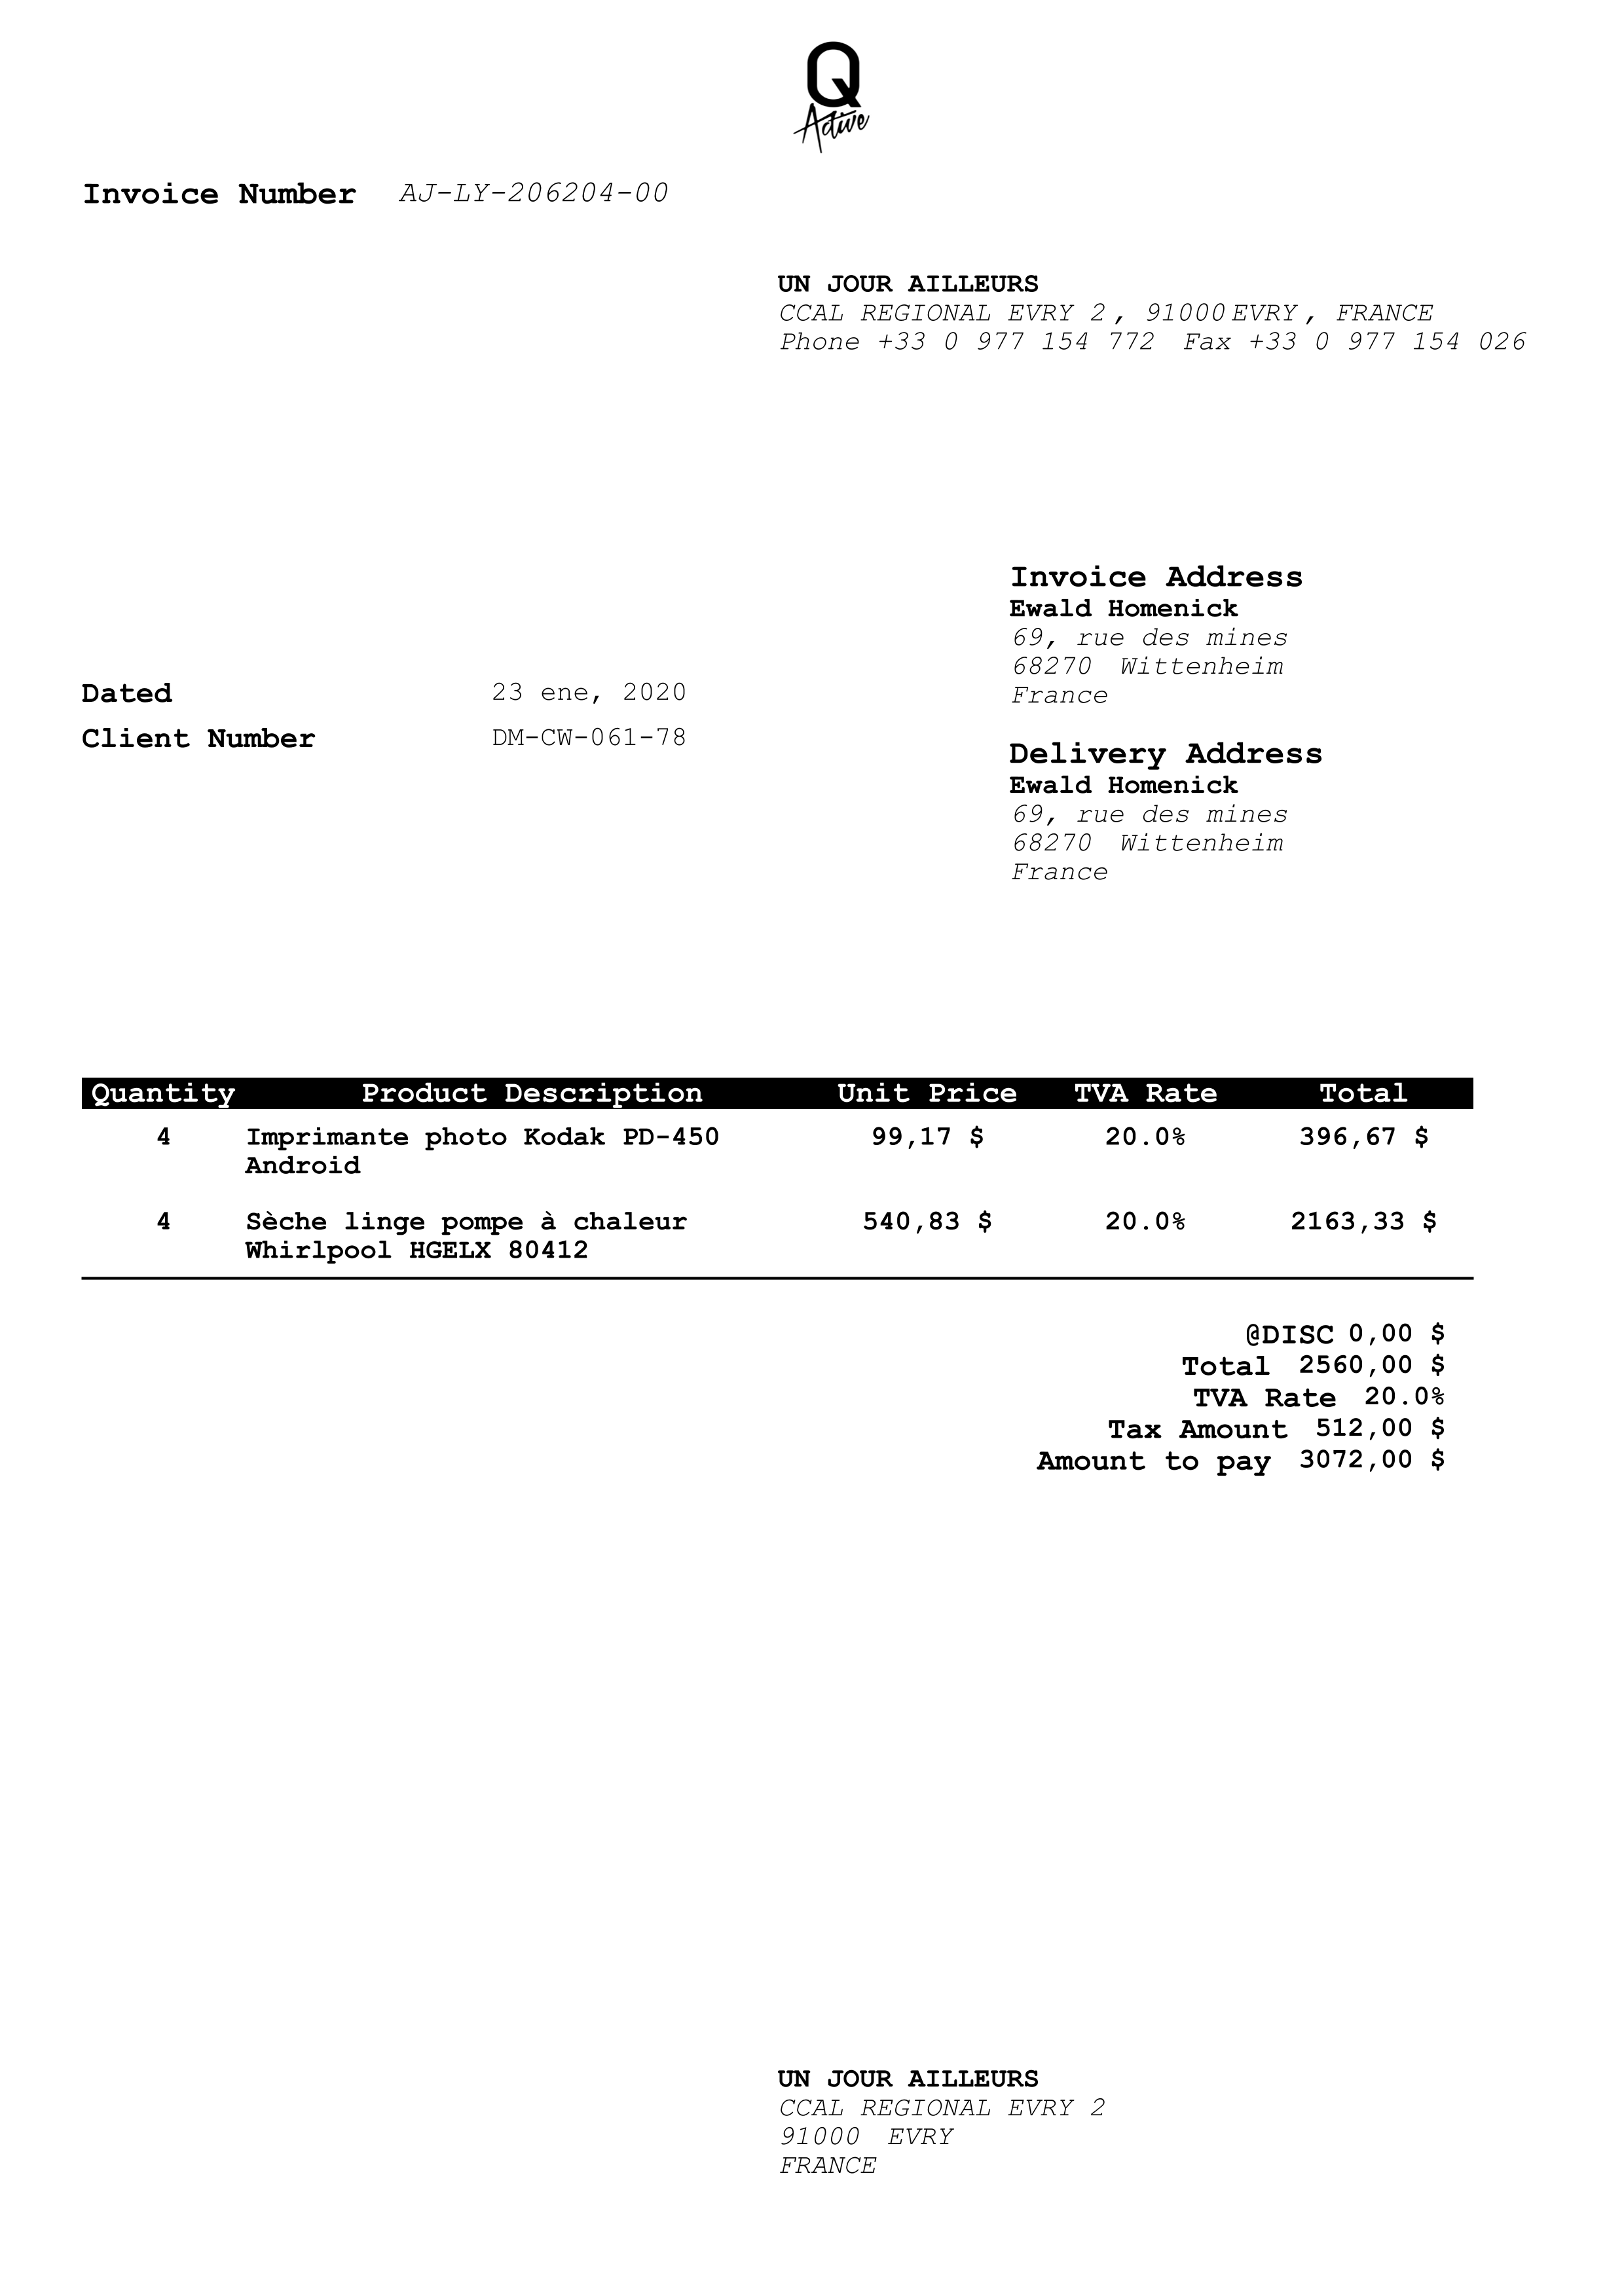 Q
Active
Invoice Number AJ-LY-206204-00
UN JOUR AILLEURS
CCAL REGIONAL EVRY 2, 91000 EVRY, FRANCE
Phone +33 0 977 154 772 Fax +33 0 977 154 026
Invoice Address
Ewald Homenick
69, rue des mines
68270 Wittenheim
France
Dated 23 ene, 2020
Client Number DM-CW-061-78
Delivery Address
Ewald Homenick
69, rue des mines
68270 Wittenheim
France
Quantity Product Description Unit Price TVA Rate Total
4 Imprimante photo Kodak PD-450 99,17 $ 20.0% 396,67 $
Android
4 Sèche linge pompe à chaleur 540,83 $ 20.0% 2163,33 $
Whirlpool HGELX 80412
@DISC 0,00 $
Total 2560,00 $
TVA Rate 20.0%
Tax Amount 512,00 $
Amount to pay 3072,00 $
UN JOUR AILLEURS
CCAL REGIONAL EVRY 2
91000 EVRY
FRANCE